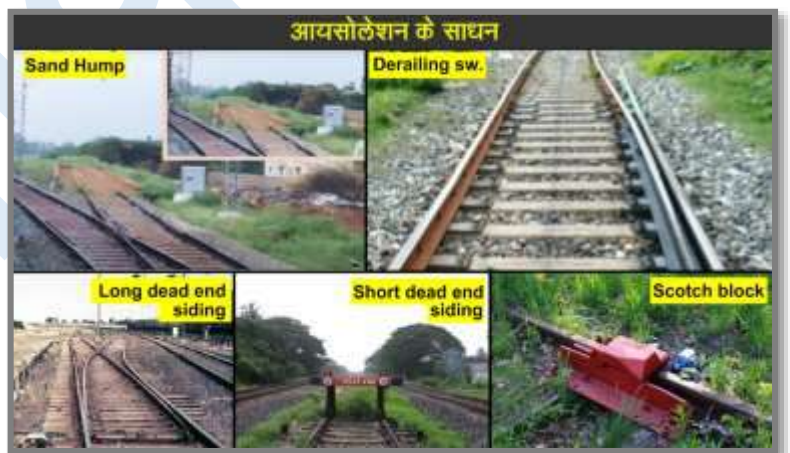 आयसोलेशन के साधन
Sand Hump
Derailing sw.
Long dead end
siding
Short dead end
siding
Scotch block